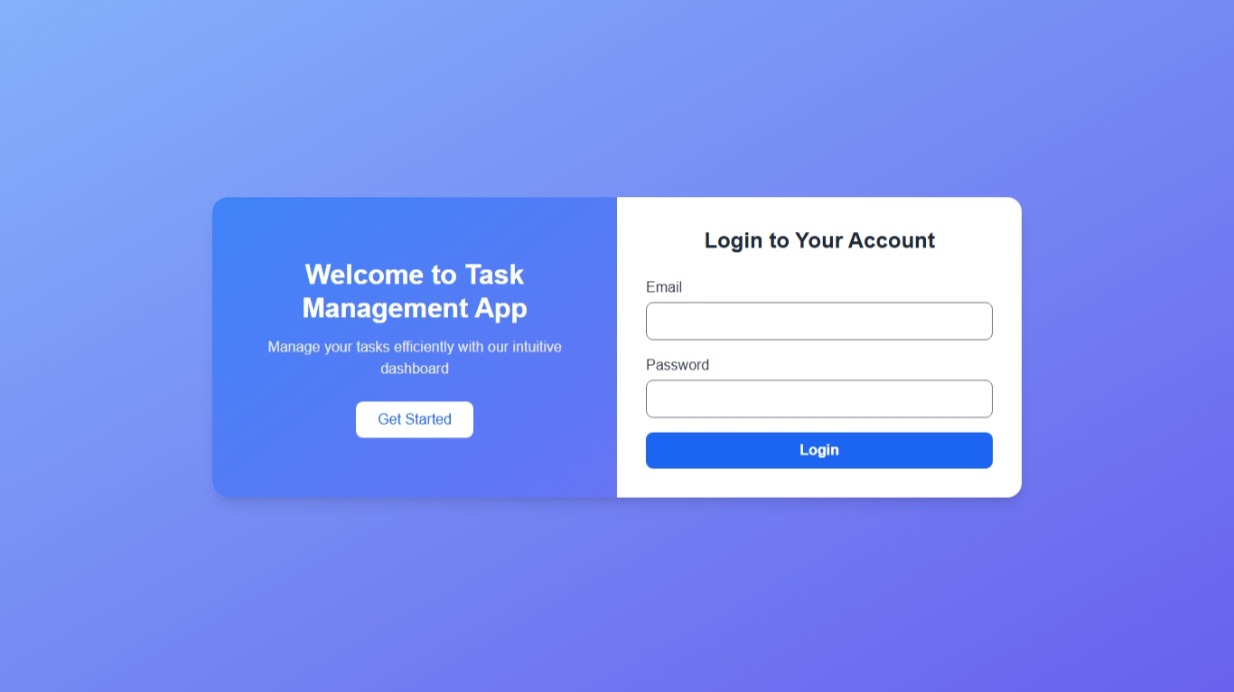 Welcome to Task
Management App
Manage your tasks efficiently with our intuitive
dashboard
Get Started
Login to Your Account
Email
Password
Login